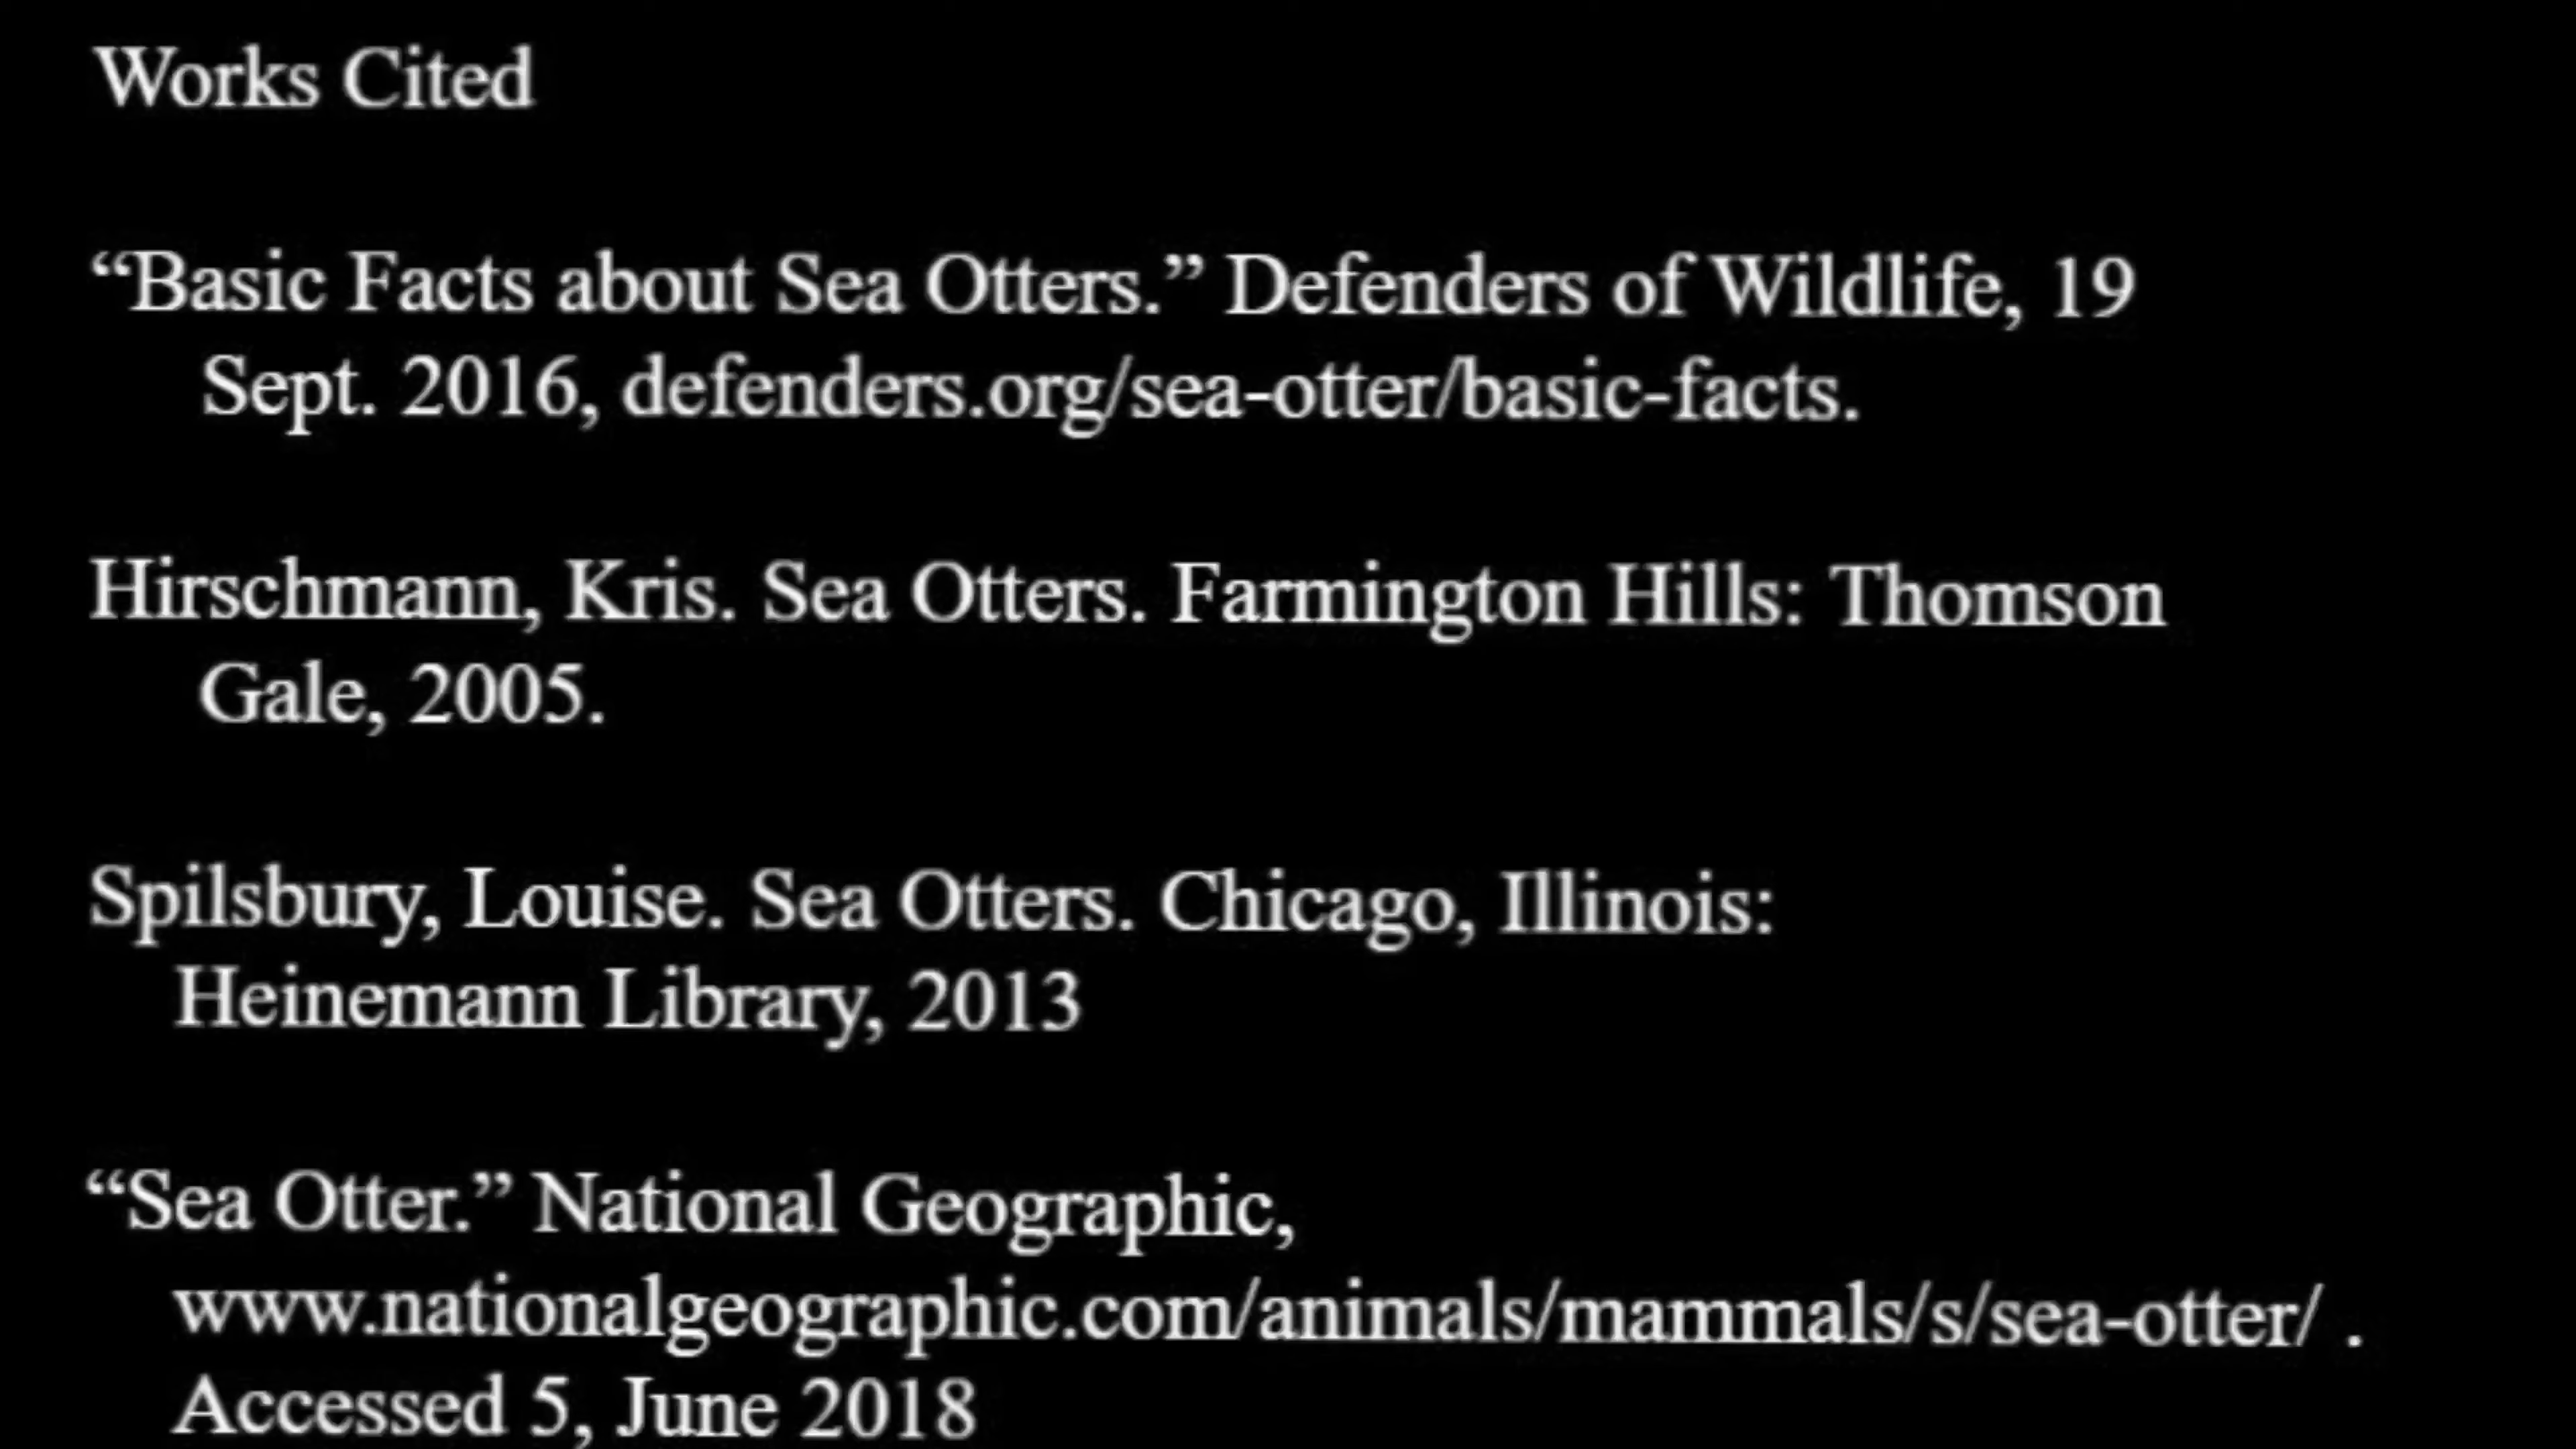 Works Cited
“Basic Facts about Sea Otters.” Defenders of Wildlife, 19
Sept. 2016, defenders.org/sea-otter/basic-facts.
Hirschmann, Kris. Sea Otters. Farmington Hills: Thomson
Gale, 2005.
Spilsbury, Louise. Sea Otters. Chicago, Illinois:
Heinemann Library, 2013
“Sea Otter.” National Geographic,
www.nationalgeographic.com/animals/mammals/s/sea-otter/ .
Accessed 5, June 2018